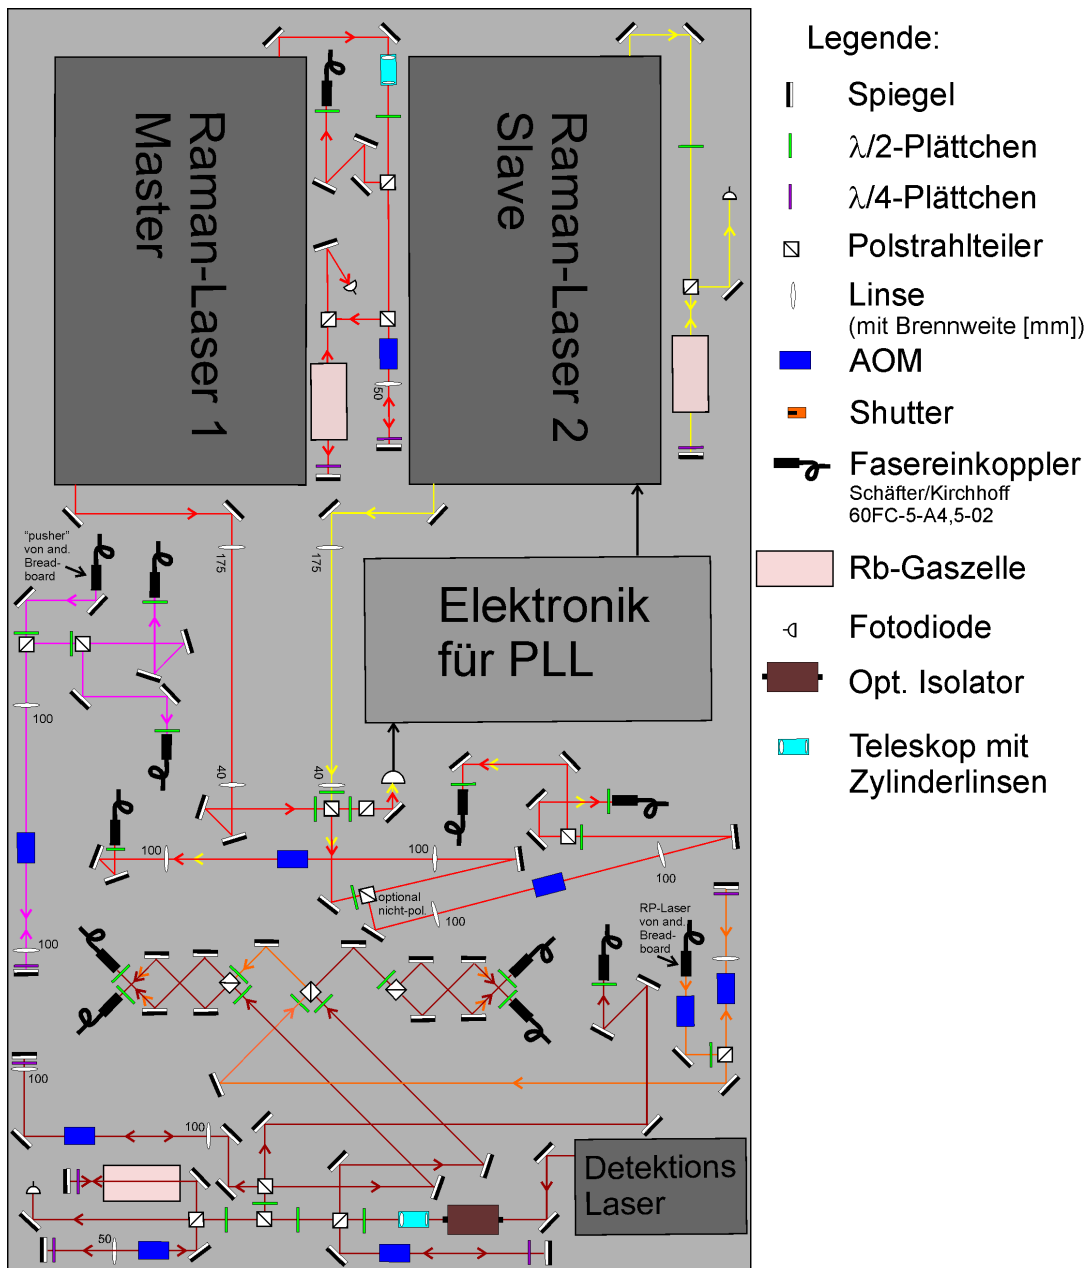 Raman-Laser 1
Master
Raman-Laser 2
Slave
50
"pusher"
von and.
Bread-
board
175
175
Elektronik
für PLL
100
40
40
100
100
100
optional
nicht-pol.
100
100
RP-Laser
von and.
Bread-
board
100
100
50
Detektions
Laser
Legende:
Spiegel
λ/2-Plättchen
λ/4-Plättchen
Polstrahlteiler
Linse
(mit Brennweite [mm])
AOM
Shutter
Fasereinkoppler
Schäfter/Kirchhoff
60FC-5-A4,5-02
Rb-Gaszelle
Fotodiode
Opt. Isolator
Teleskop mit
Zylinderlinsen